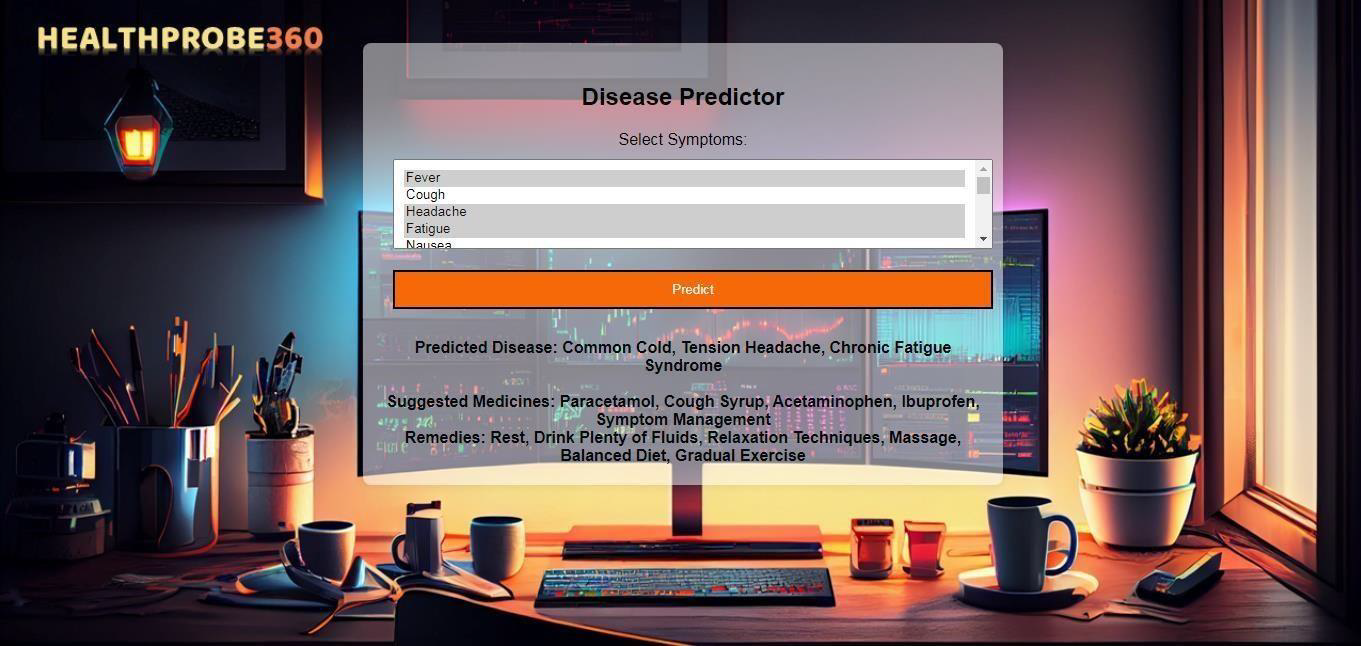 HEALTHPROBE360
Disease Predictor
Select Symptoms:
Fever
Cough
Headache
Fatigue
Nausea
Predict
Predicted Disease: Common Cold, Tension Headache, Chronic Fatigue
Syndrome
Suggested Medicines: Paracetamol, Cough Syrup, Acetaminophen, Ibuprofen,
Symptom Management
Remedies: Rest, Drink Plenty of Fluids, Relaxation Techniques, Massage,
Balanced Diet, Gradual Exercise